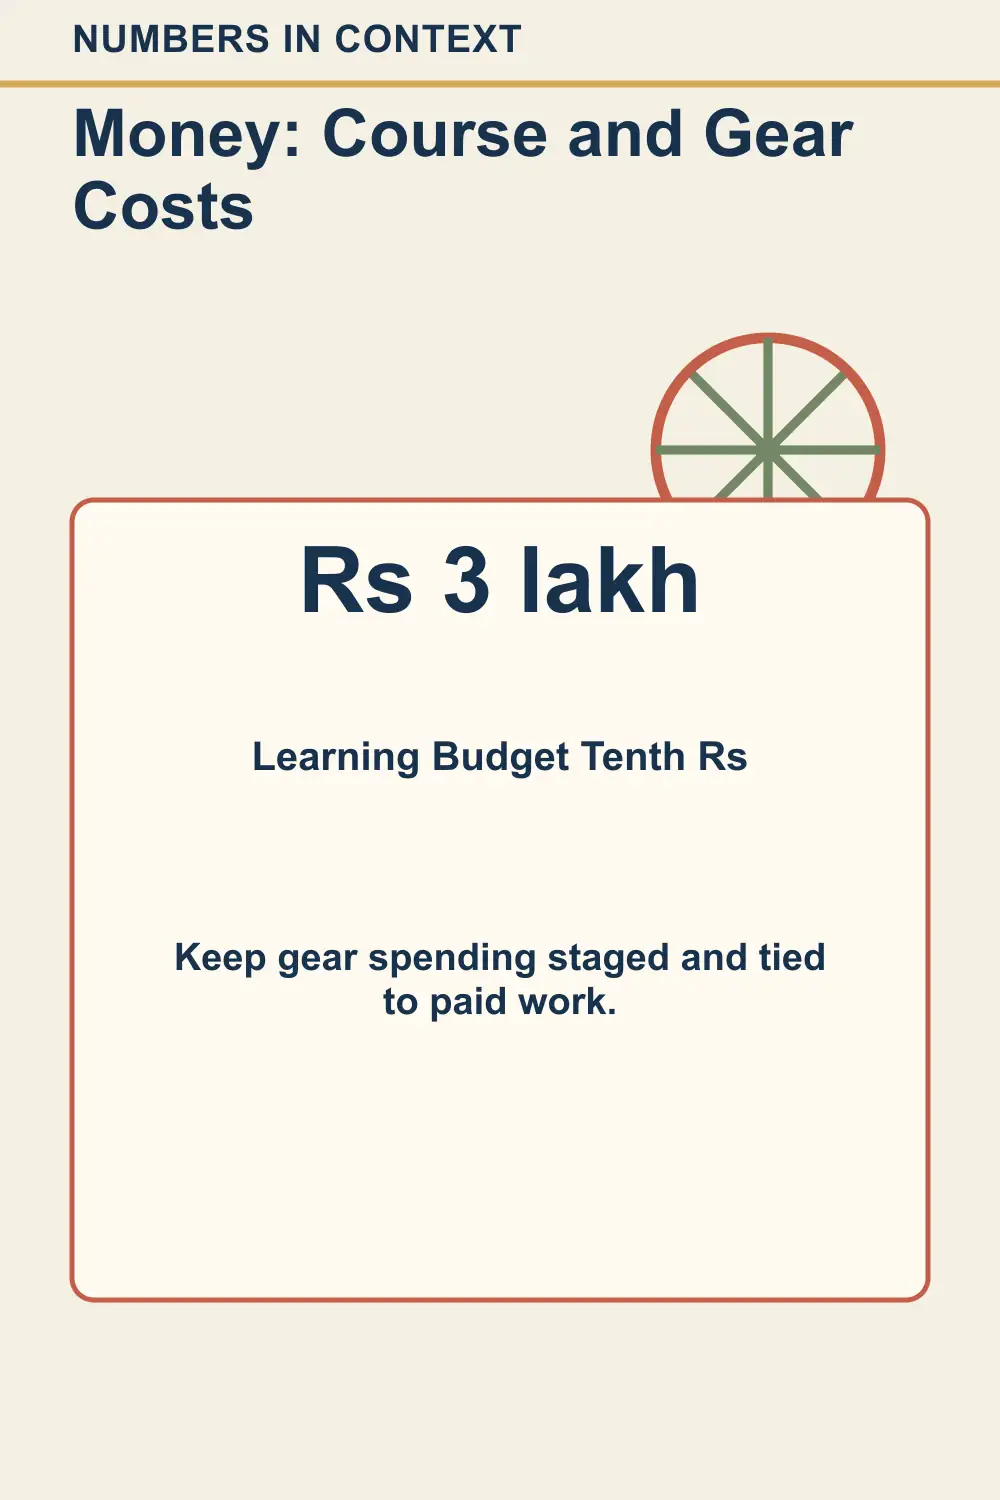 NUMBERS IN CONTEXT
Money: Course and Gear
Costs
Rs 3 lakh
Learning Budget Tenth Rs
Keep gear spending staged and tied
to paid work.